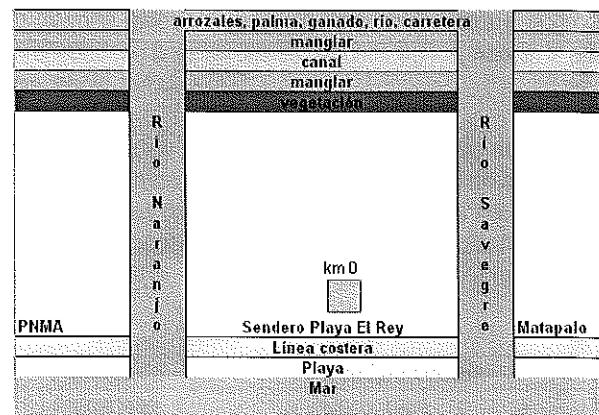 arrozales, palma, ganado, río, carretera
manglar
canal
manglar
vegetación
Río Naranjo
Río Savegre
km 0
PNMA
Sendero Playa El Rey
Matapalo
Línea costera
Playa
Mar